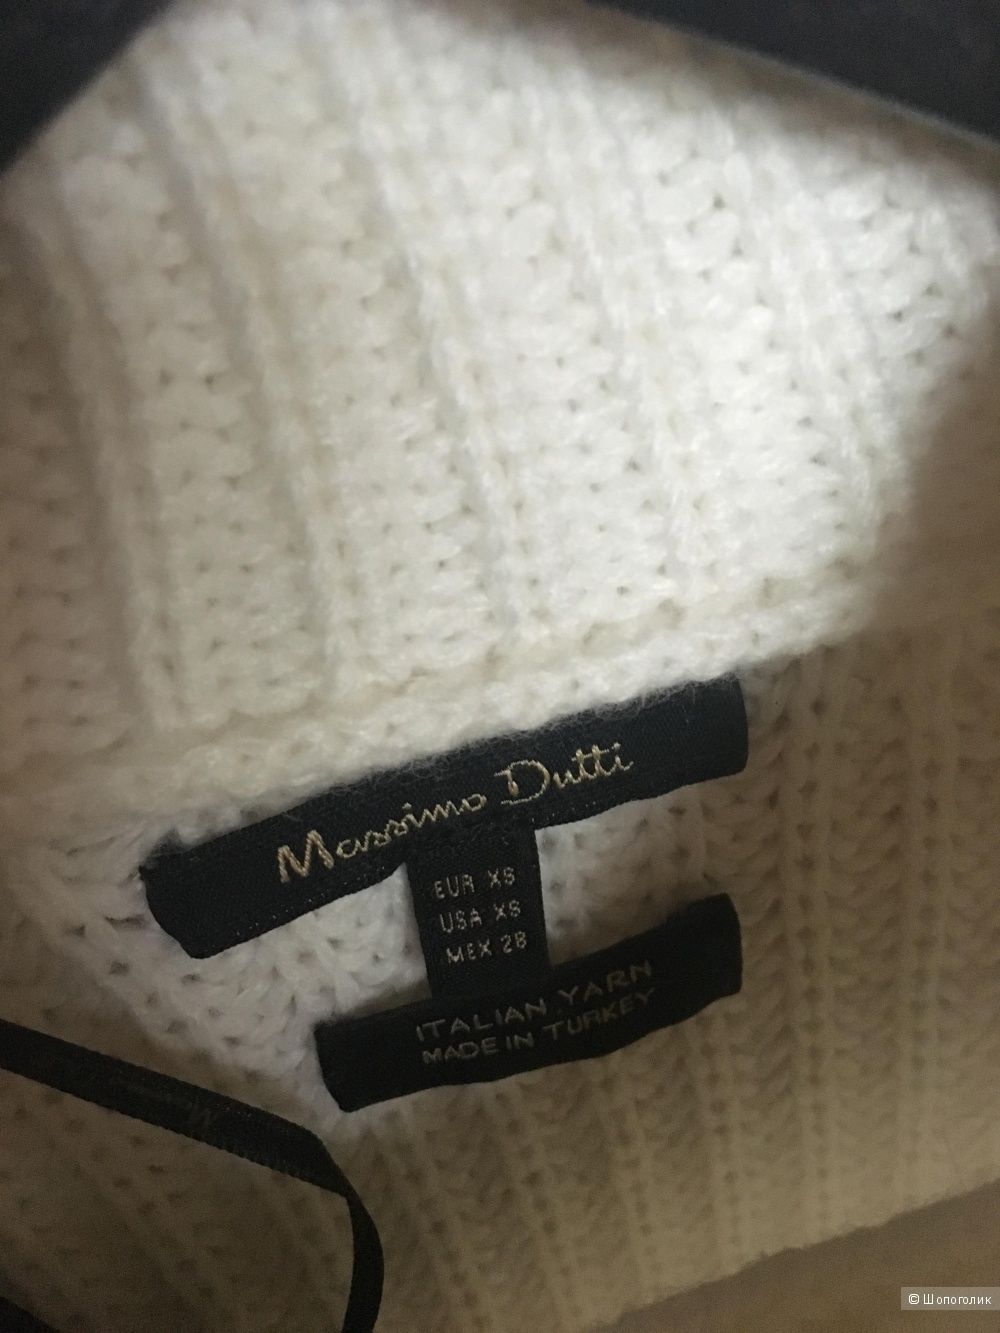 Massimo Dutti
EUR XS
USA XS
MEX 28
ITALIAN YARN
MADE IN TURKEY
© Шопоголик